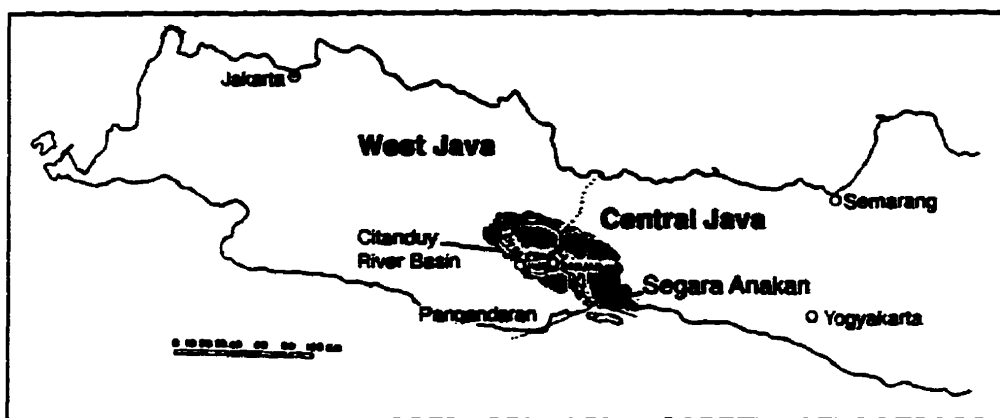 Jakarta
West Java
Semarang
Central Java
Citanduy
River Basin
Segara Anakan
Pangandaran
Yogyakarta